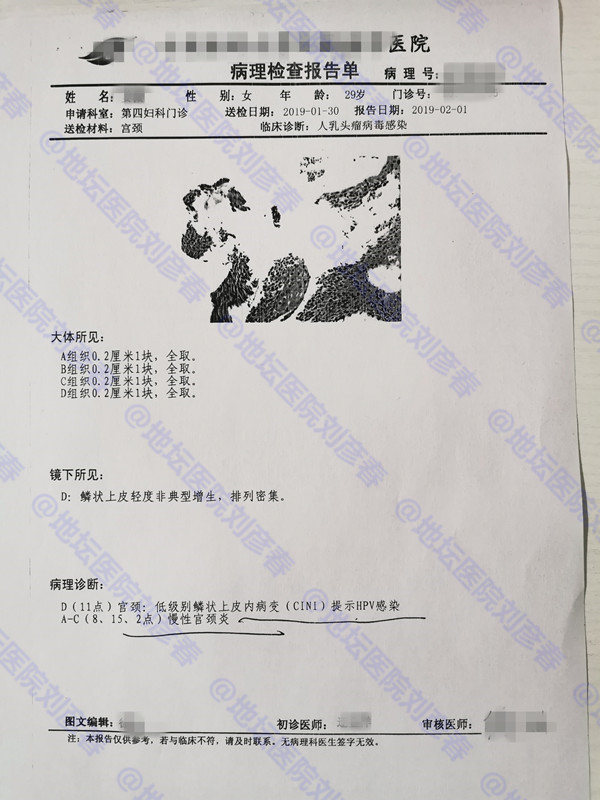 医院
病理检查报告单 病 理 号:
姓 名: 性 别:女 年 龄: 29岁 门诊号:
申请科室: 第四妇科门诊 送检日期: 2019-01-30 报告日期: 2019-02-01
送检材料: 宫颈 临床诊断: 人乳头瘤病毒感染
大体所见:
A组织0.2厘米1块, 全取。
B组织0.2厘米1块, 全取。
C组织0.2厘米1块, 全取。
D组织0.2厘米1块, 全取。
镜下所见:
D: 鳞状上皮轻度非典型增生, 排列密集。
病理诊断:
D(11点)宫颈: 低级别鳞状上皮内病变(CINI)提示HPV感染
A-C(8、15、2点)慢性宫颈炎
图文编辑: 初诊医师: 审核医师:
注: 本报告仅供参考, 若与临床不符, 请及时联系。无病理科医生签字无效。
@地坛医院刘彦春